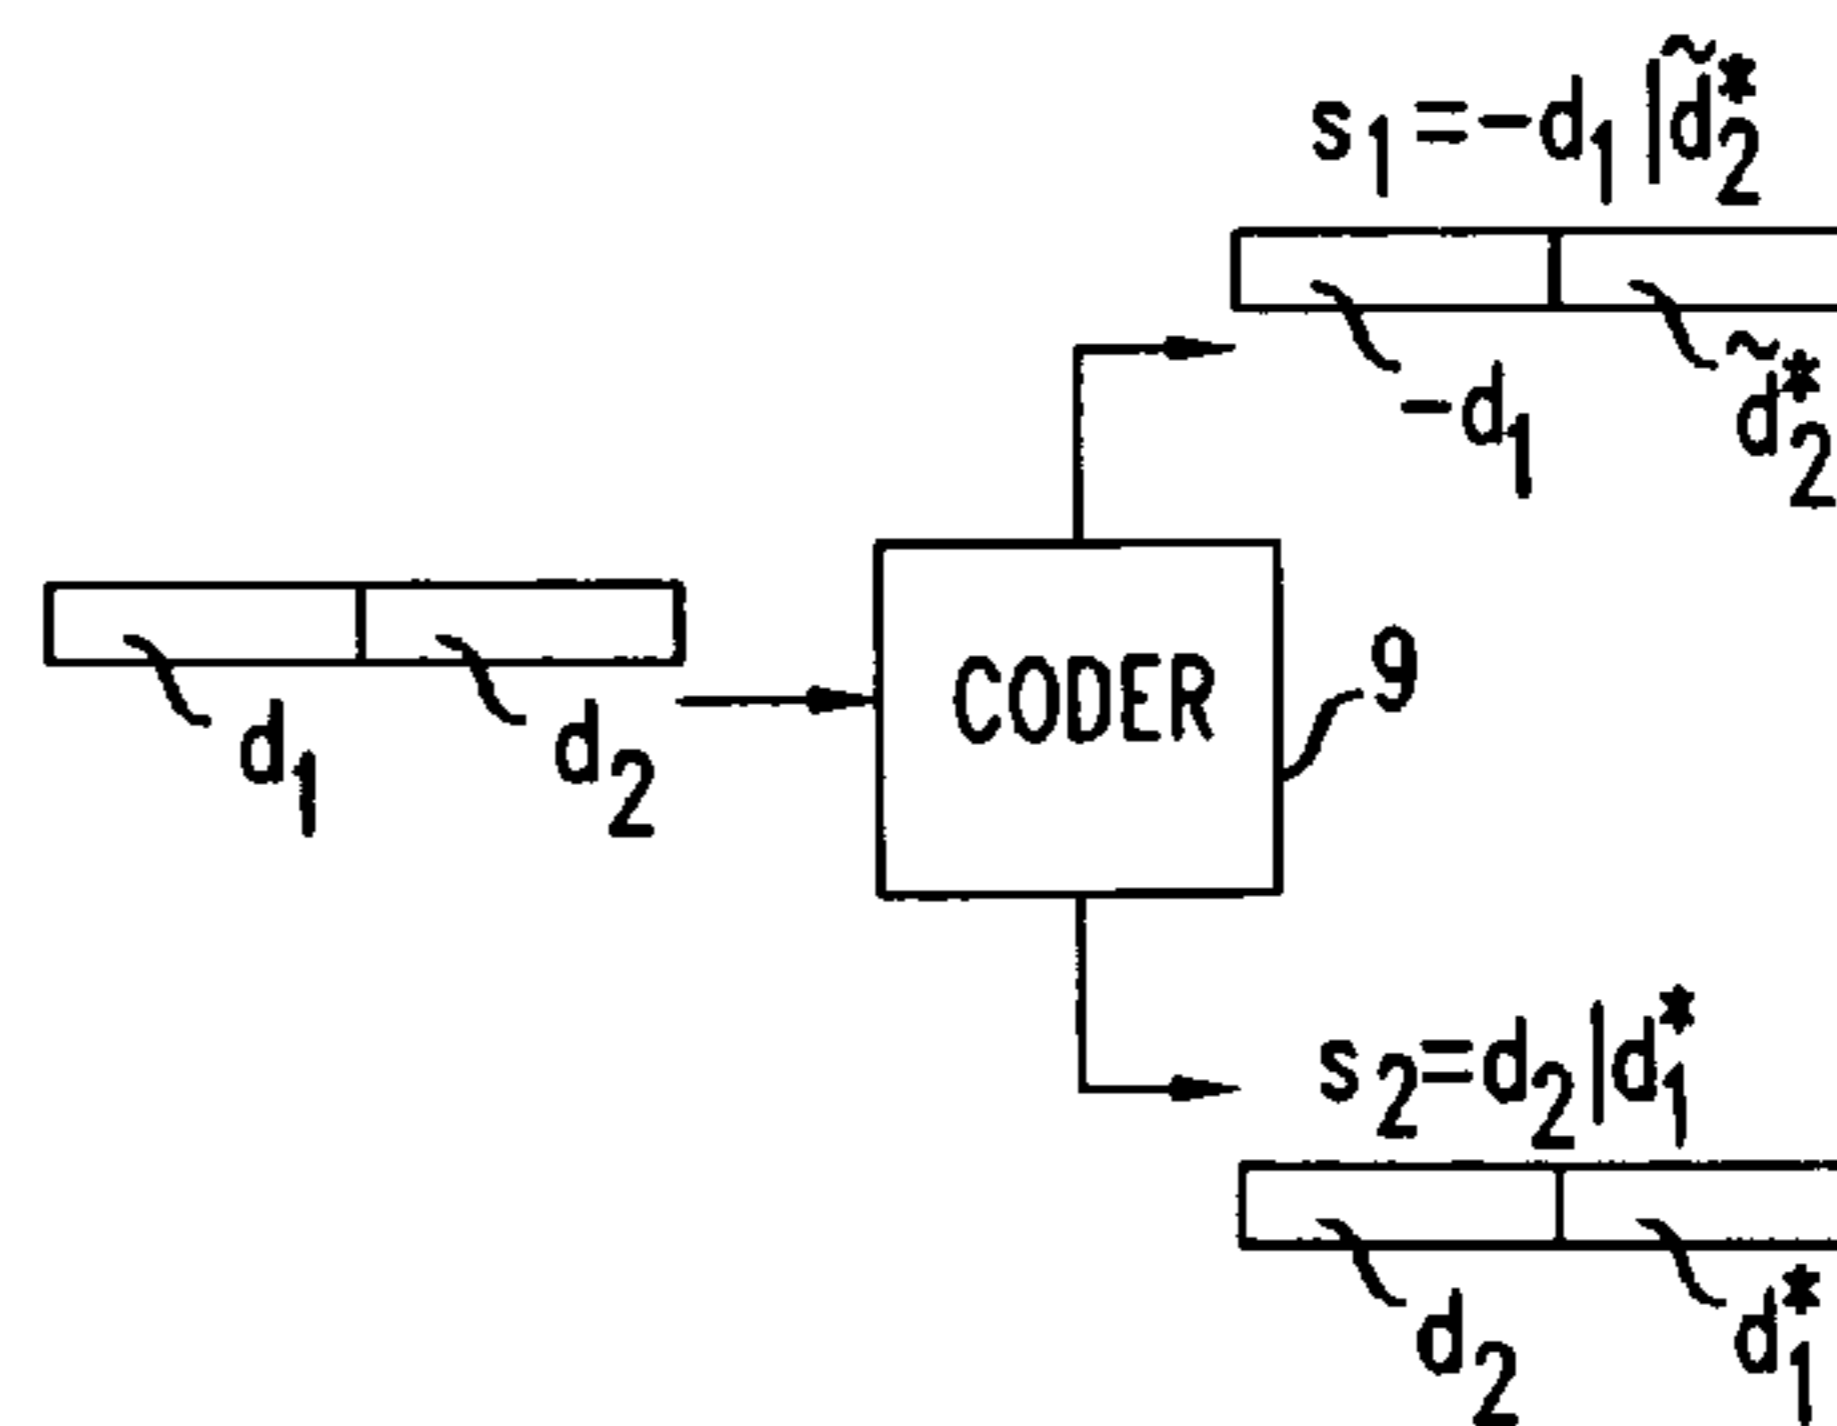 s₁=-d₁|d̃₂*
-d₁
d̃₂*
d₁
d₂
CODER
9
s₂=d₂|d₁*
d₂
d₁*